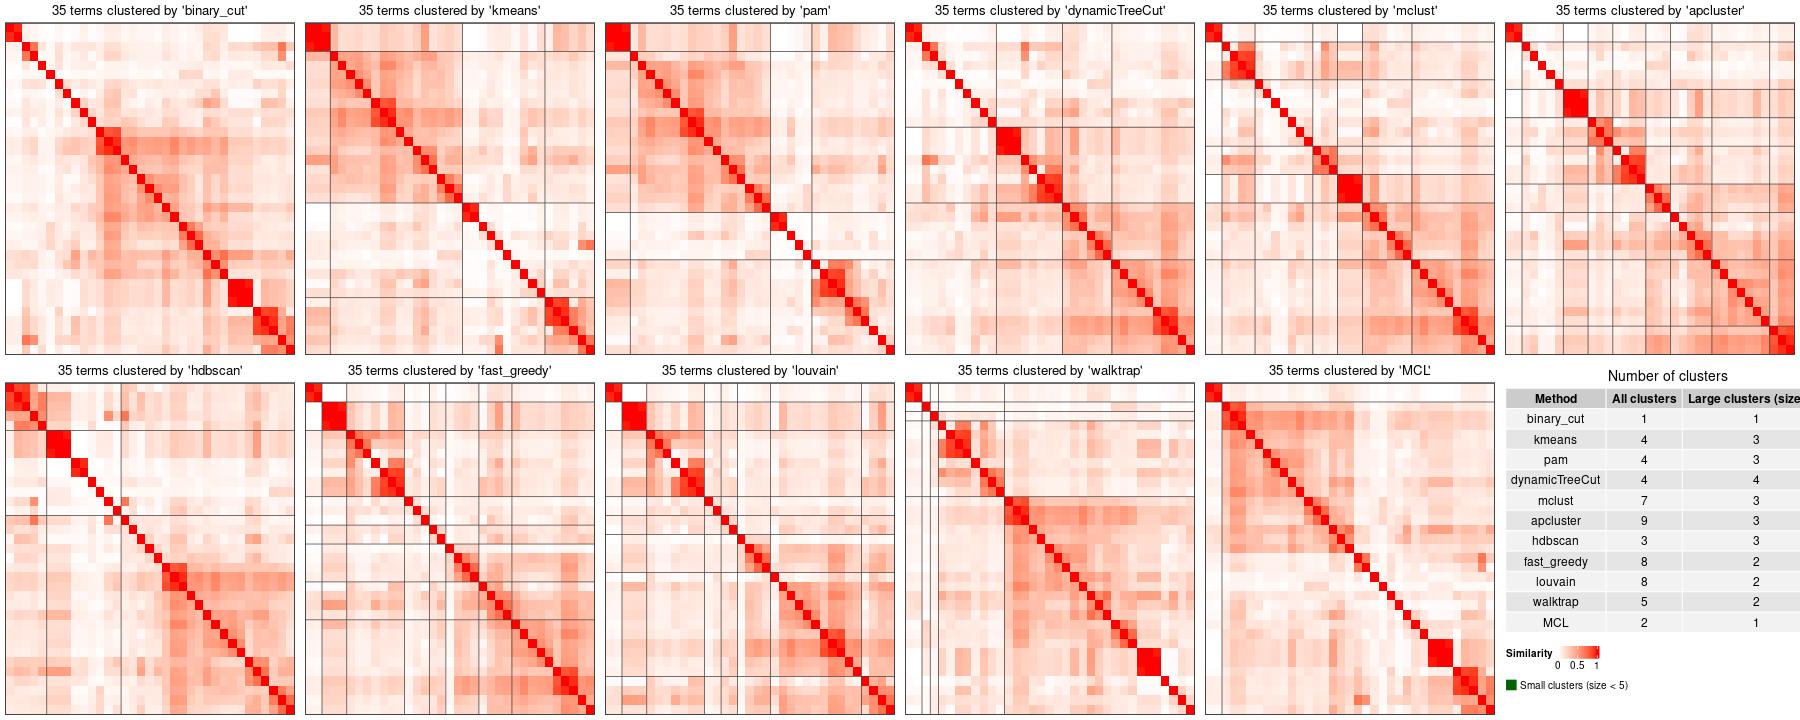 35 terms clustered by 'binary_cut'
35 terms clustered by 'kmeans'
35 terms clustered by 'pam'
35 terms clustered by 'dynamicTreeCut'
35 terms clustered by 'mclust'
35 terms clustered by 'apcluster'
35 terms clustered by 'hdbscan'
35 terms clustered by 'fast_greedy'
35 terms clustered by 'louvain'
35 terms clustered by 'walktrap'
35 terms clustered by 'MCL'
Number of clusters
Method All clusters Large clusters (size
binary_cut 1 1
kmeans 4 3
pam 4 3
dynamicTreeCut 4 4
mclust 7 3
apcluster 9 3
hdbscan 3 3
fast_greedy 8 2
louvain 8 2
walktrap 5 2
MCL 2 1
Similarity
0 0.5 1
Small clusters (size < 5)